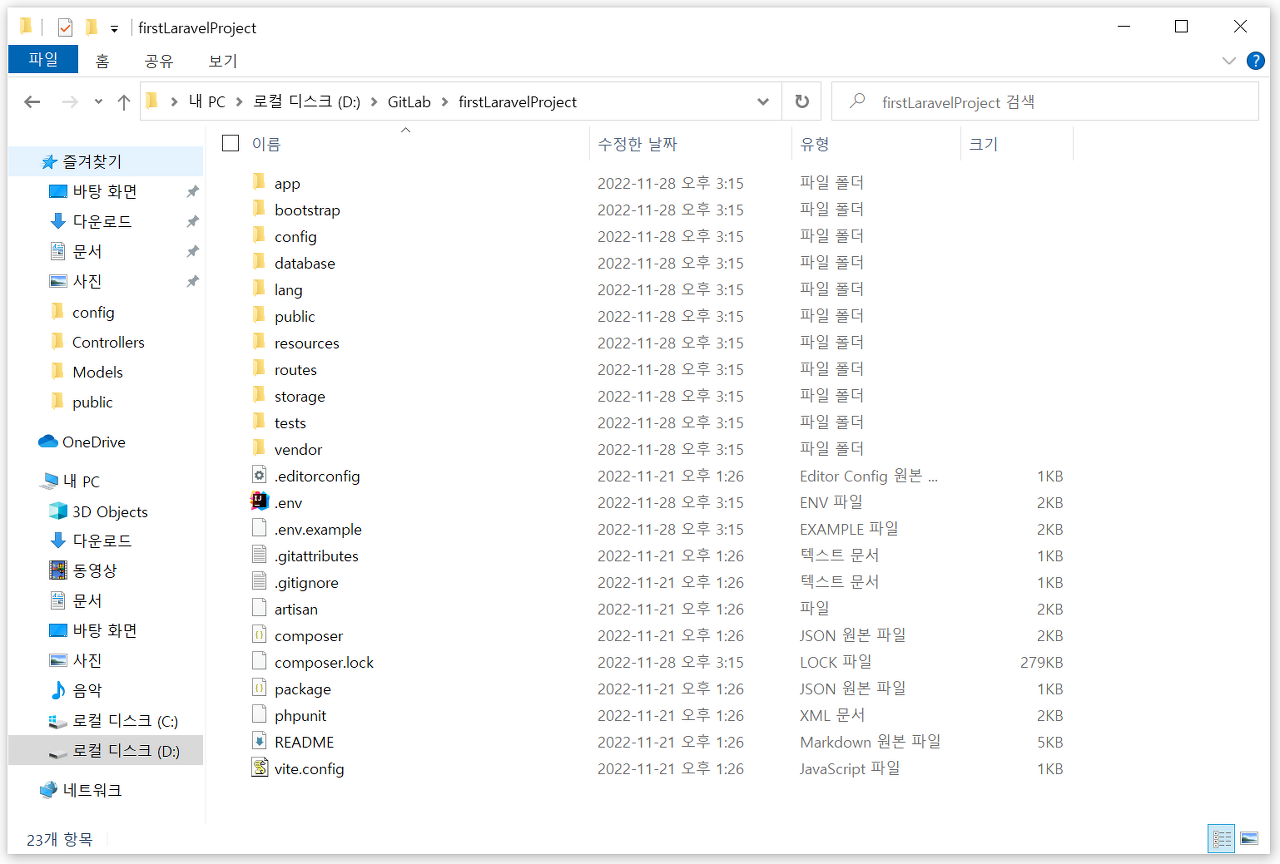 firstLaravelProject
파일 홈 공유 보기
내 PC 로컬 디스크 (D:) GitLab firstLaravelProject firstLaravelProject 검색
즐겨찾기
바탕 화면
다운로드
문서
사진
config
Controllers
Models
public
OneDrive
내 PC
3D Objects
다운로드
동영상
문서
바탕 화면
사진
음악
로컬 디스크 (C:)
로컬 디스크 (D:)
네트워크
이름 수정한 날짜 유형 크기
app 2022-11-28 오후 3:15 파일 폴더
bootstrap 2022-11-28 오후 3:15 파일 폴더
config 2022-11-28 오후 3:15 파일 폴더
database 2022-11-28 오후 3:15 파일 폴더
lang 2022-11-28 오후 3:15 파일 폴더
public 2022-11-28 오후 3:15 파일 폴더
resources 2022-11-28 오후 3:15 파일 폴더
routes 2022-11-28 오후 3:15 파일 폴더
storage 2022-11-28 오후 3:15 파일 폴더
tests 2022-11-28 오후 3:15 파일 폴더
vendor 2022-11-28 오후 3:15 파일 폴더
.editorconfig 2022-11-21 오후 1:26 Editor Config 원본 ... 1KB
.env 2022-11-28 오후 3:15 ENV 파일 2KB
.env.example 2022-11-28 오후 3:15 EXAMPLE 파일 2KB
.gitattributes 2022-11-21 오후 1:26 텍스트 문서 1KB
.gitignore 2022-11-21 오후 1:26 텍스트 문서 1KB
artisan 2022-11-21 오후 1:26 파일 2KB
composer 2022-11-21 오후 1:26 JSON 원본 파일 2KB
composer.lock 2022-11-28 오후 3:15 LOCK 파일 279KB
package 2022-11-21 오후 1:26 JSON 원본 파일 1KB
phpunit 2022-11-21 오후 1:26 XML 문서 2KB
README 2022-11-21 오후 1:26 Markdown 원본 파일 5KB
vite.config 2022-11-21 오후 1:26 JavaScript 파일 1KB
23개 항목